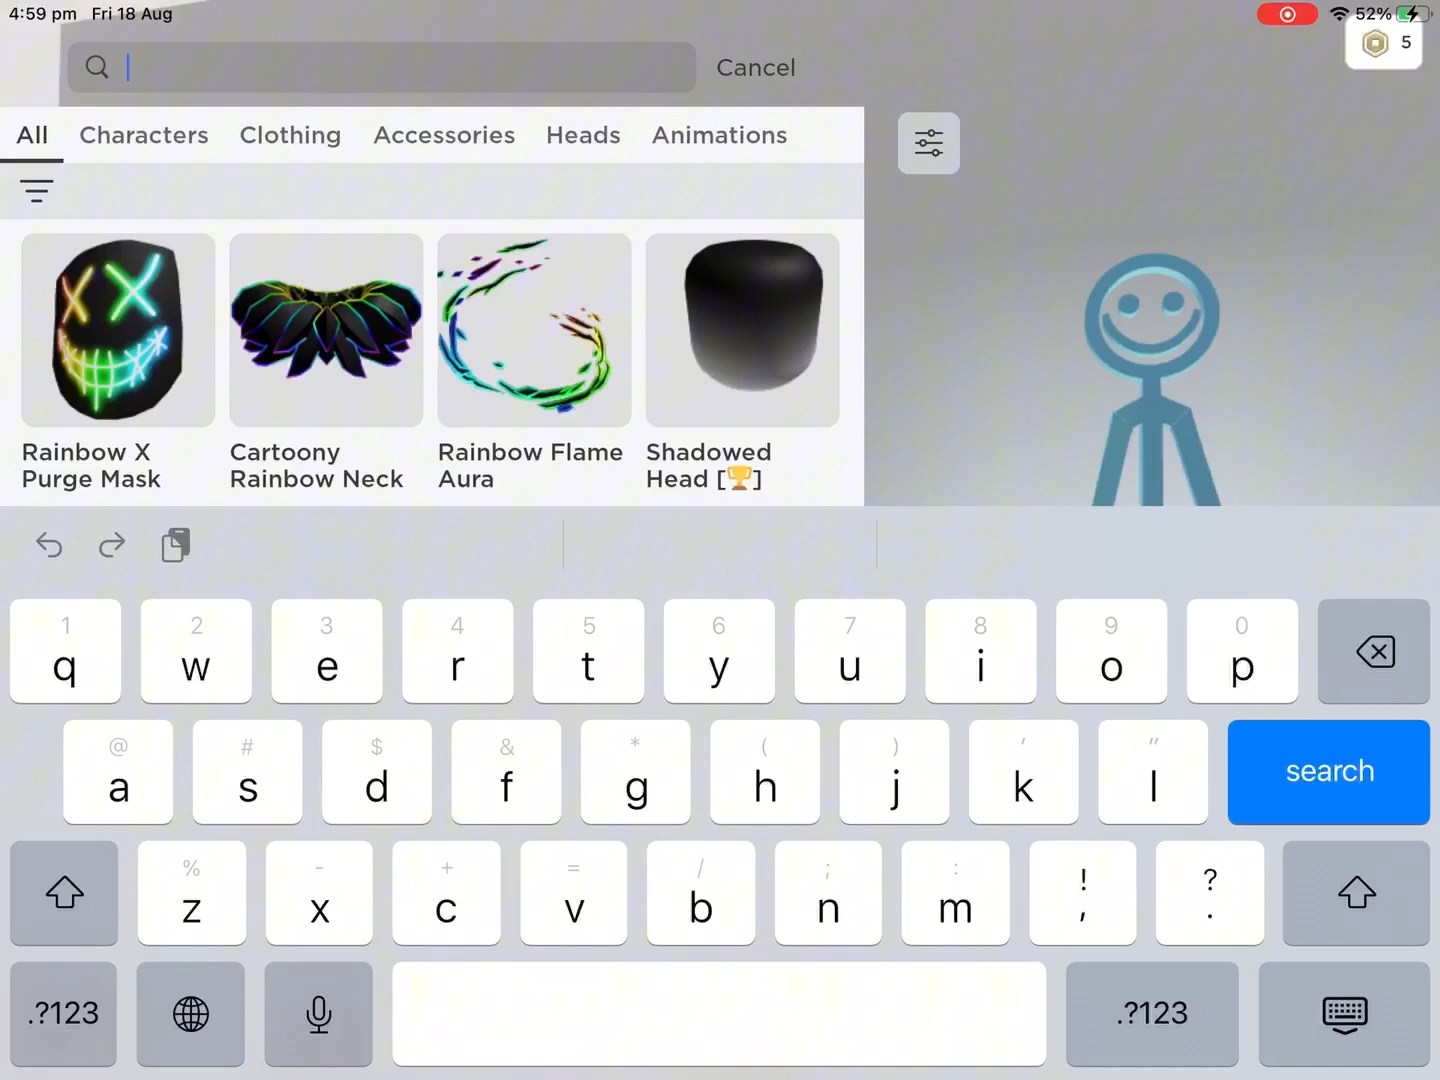 4:59 pm Fri 18 Aug
52%
5
Cancel
All Characters Clothing Accessories Heads Animations
Rainbow X
Purge Mask
Cartoony
Rainbow Neck
Rainbow Flame
Aura
Shadowed
Head [🏆]
1 2 3 4 5 6 7 8 9 0
q w e r t y u i o p
@ # $ & * ( ) ' "
a s d f g h j k l search
% - + = / ; : ! ?
z x c v b n m , .
.?123 .?123